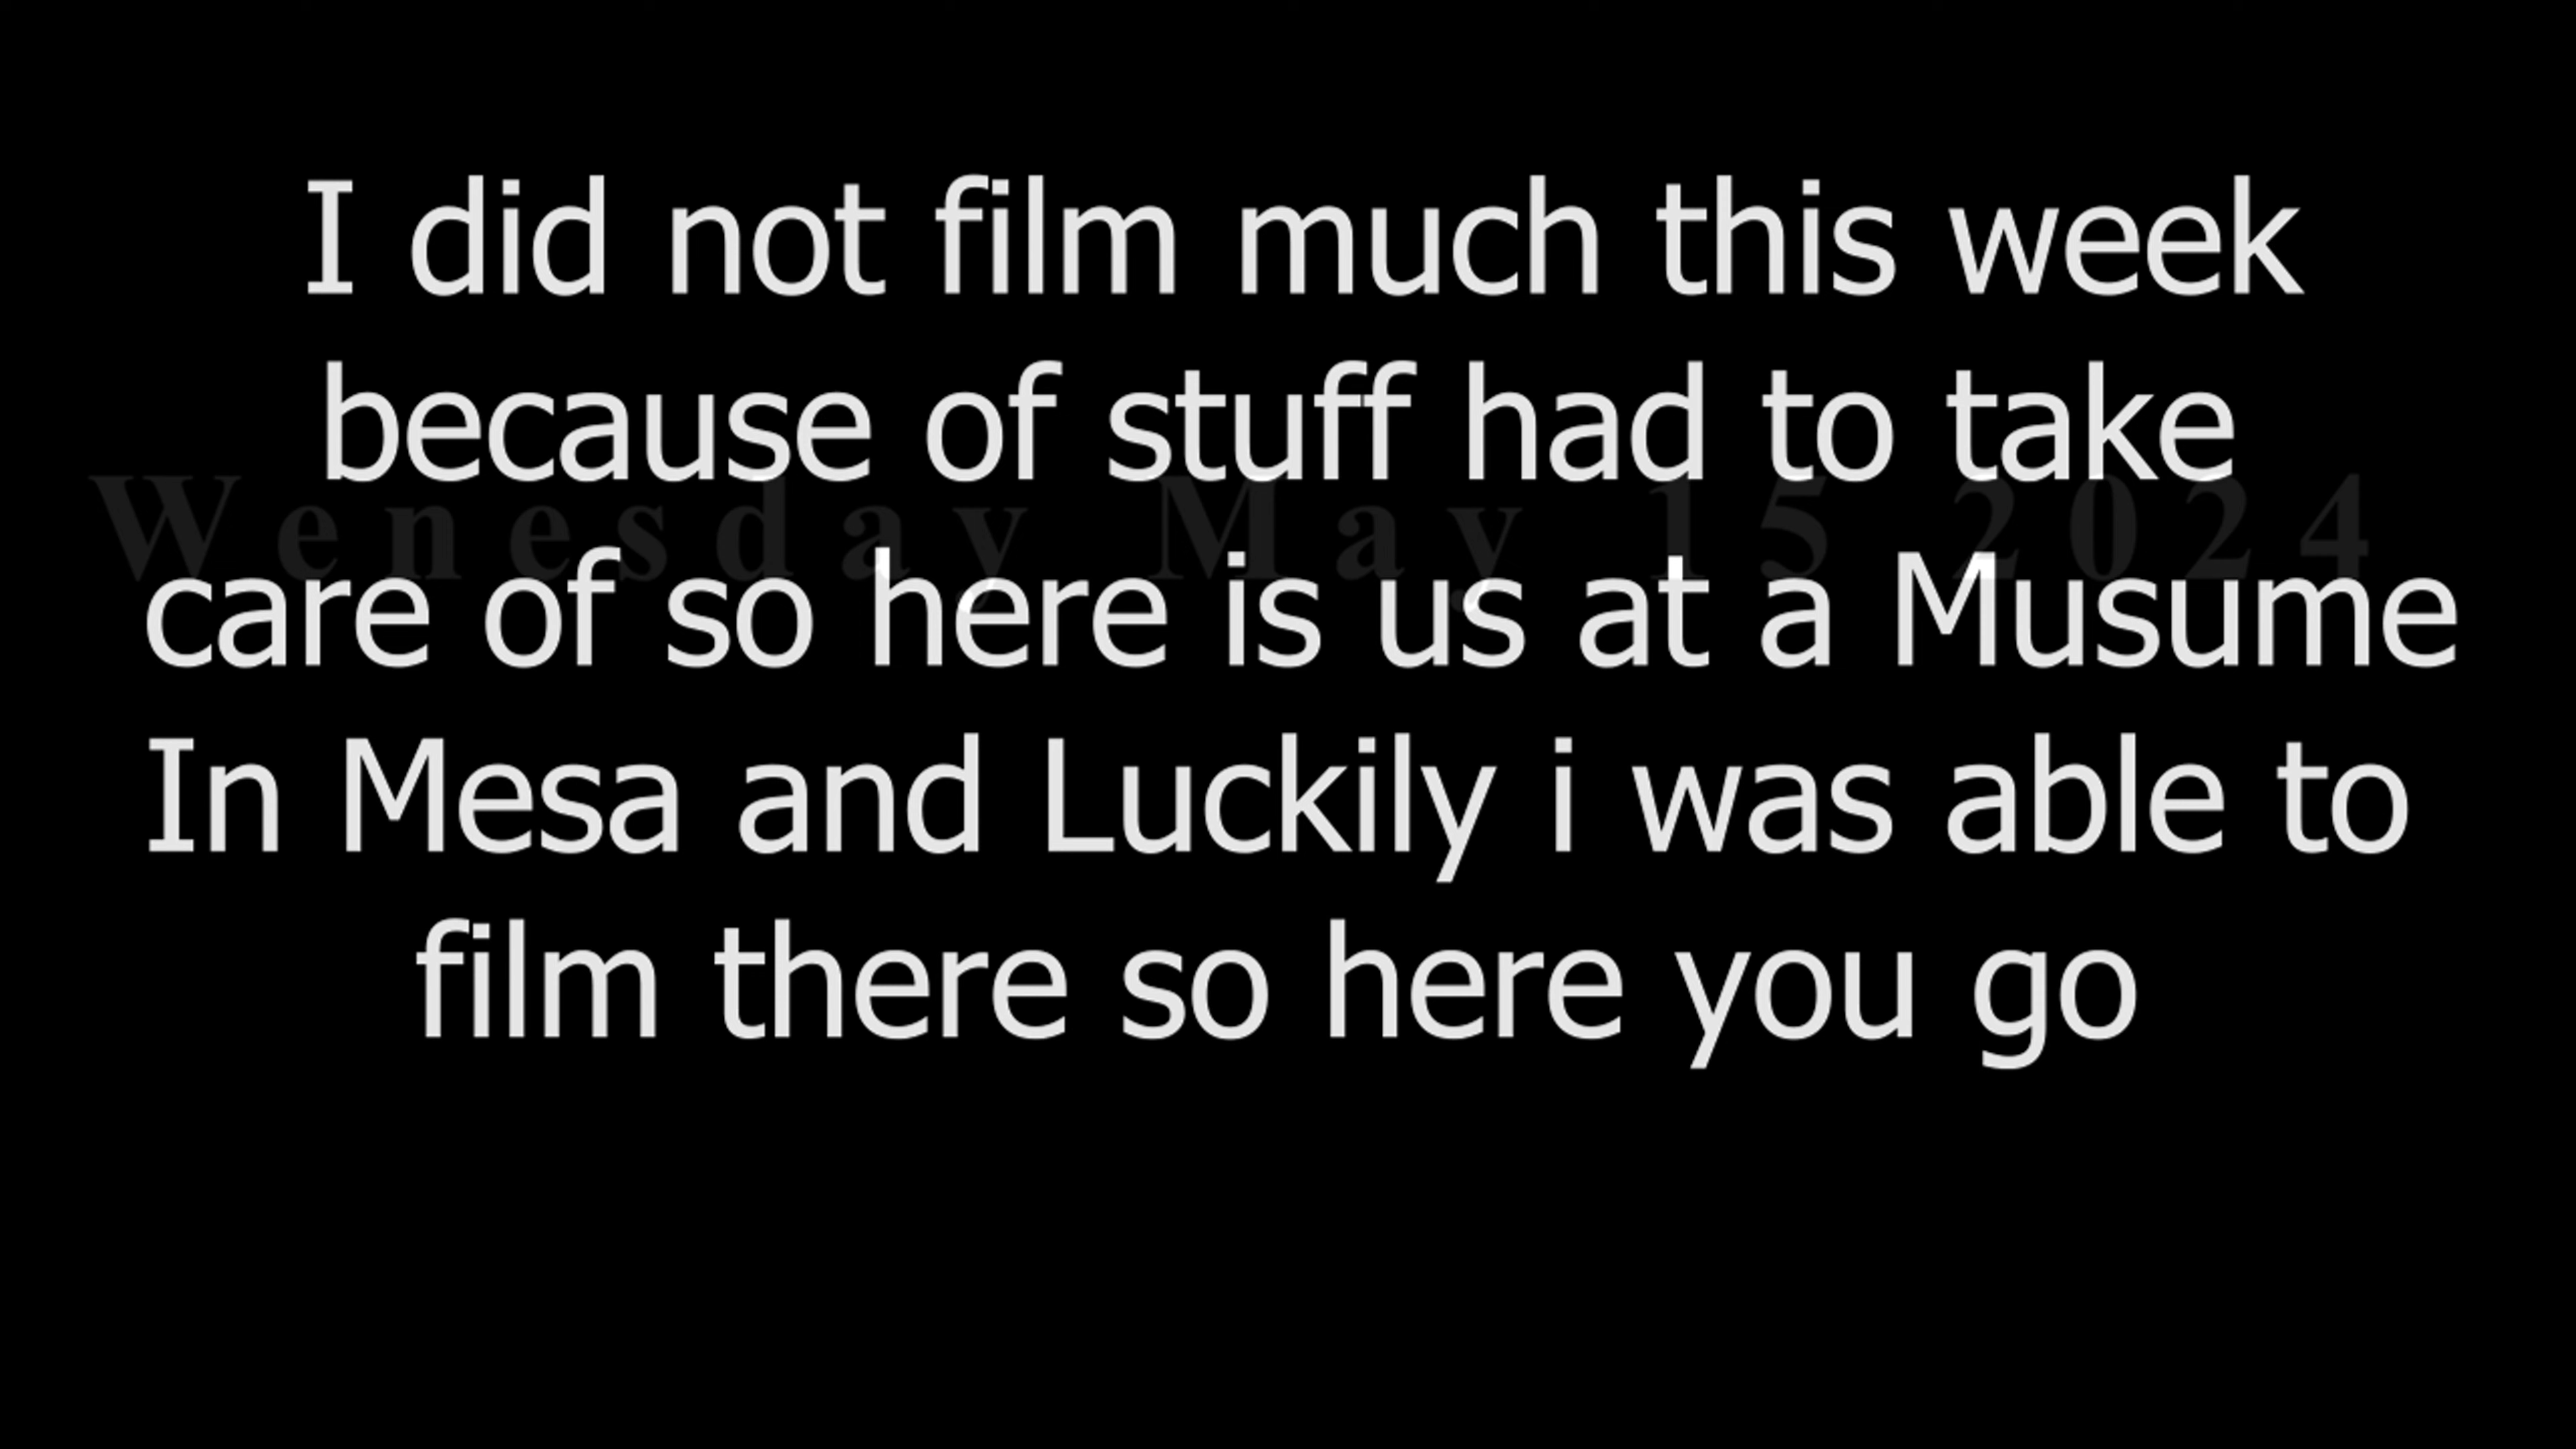 I did not film much this week
because of stuff had to take
Wenesday May 15 2024
care of so here is us at a Musume
In Mesa and Luckily i was able to
film there so here you go